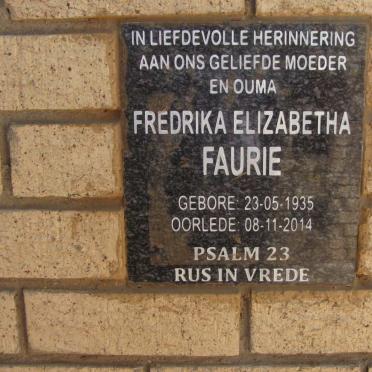 IN LIEFDEVOLLE HERINNERING
AAN ONS GELIEFDE MOEDER
EN OUMA
FREDRIKA ELIZABETHA
FAURIE
GEBORE: 23-05-1935
OORLEDE: 08-11-2014
PSALM 23
RUS IN VREDE